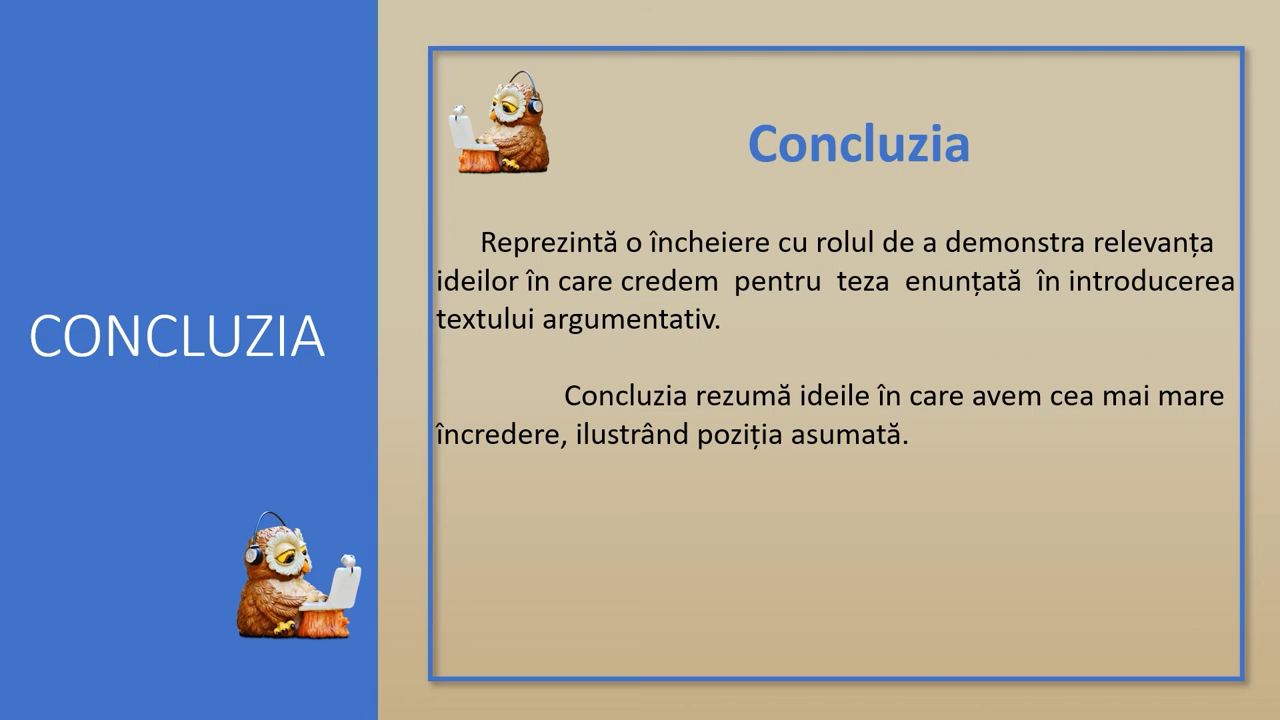 CONCLUZIA
Concluzia
Reprezintă o încheiere cu rolul de a demonstra relevanța
ideilor în care credem pentru teza enunțată în introducerea
textului argumentativ.
Concluzia rezumă ideile în care avem cea mai mare
încredere, ilustrând poziția asumată.